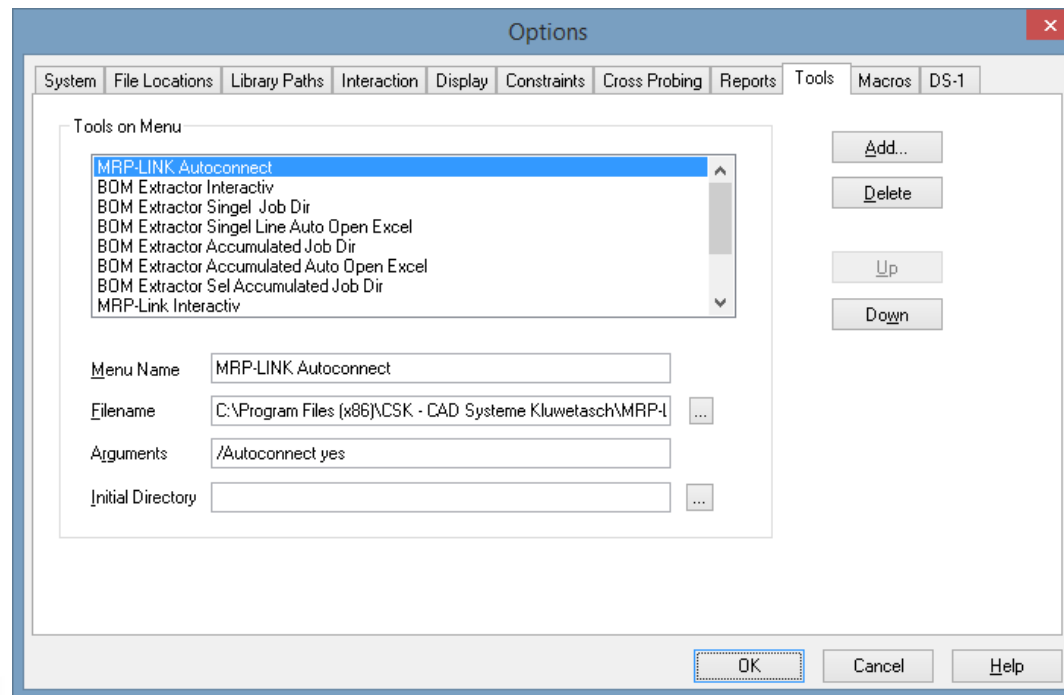 Options
System File Locations Library Paths Interaction Display Constraints Cross Probing Reports Tools Macros DS-1
Tools on Menu
MRP-LINK Autoconnect
BOM Extractor Interactiv
BOM Extractor Singel Job Dir
BOM Extractor Singel Line Auto Open Excel
BOM Extractor Accumulated Job Dir
BOM Extractor Accumulated Auto Open Excel
BOM Extractor Sel Accumulated Job Dir
MRP-Link Interactiv
Add...
Delete
Up
Down
Menu Name MRP-LINK Autoconnect
Filename C:\Program Files (x86)\CSK - CAD Systeme Kluwetasch\MRP-L ...
Arguments /Autoconnect yes
Initial Directory ...
OK Cancel Help